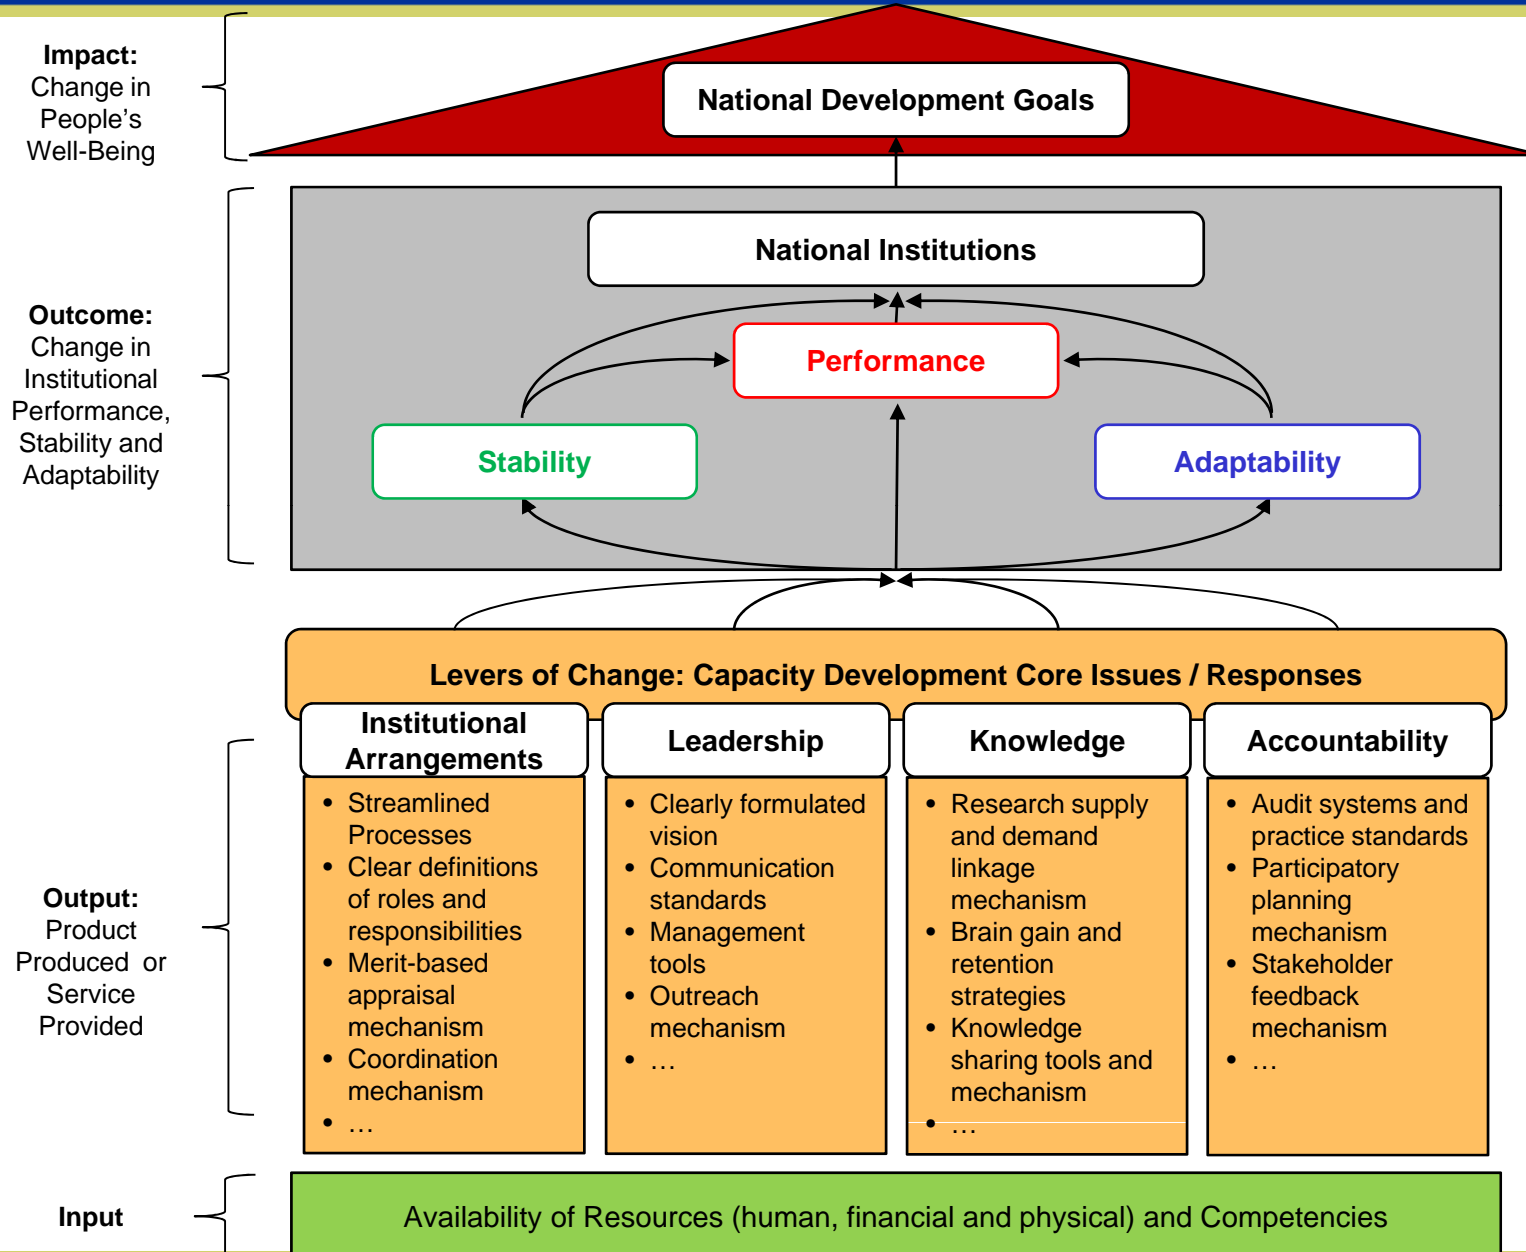 Impact:
Change in
People’s
Well-Being
National Development Goals
Outcome:
Change in
Institutional
Performance,
Stability and
Adaptability
National Institutions
Performance
Stability
Adaptability
Levers of Change: Capacity Development Core Issues / Responses
Output:
Product
Produced or
Service
Provided
Institutional
Arrangements
• Streamlined
Processes
• Clear definitions
of roles and
responsibilities
• Merit-based
appraisal
mechanism
• Coordination
mechanism
• …
Leadership
• Clearly formulated
vision
• Communication
standards
• Management
tools
• Outreach
mechanism
• …
Knowledge
• Research supply
and demand
linkage
mechanism
• Brain gain and
retention
strategies
• Knowledge
sharing tools and
mechanism
• …
Accountability
• Audit systems and
practice standards
• Participatory
planning
mechanism
• Stakeholder
feedback
mechanism
• …
Input
Availability of Resources (human, financial and physical) and Competencies